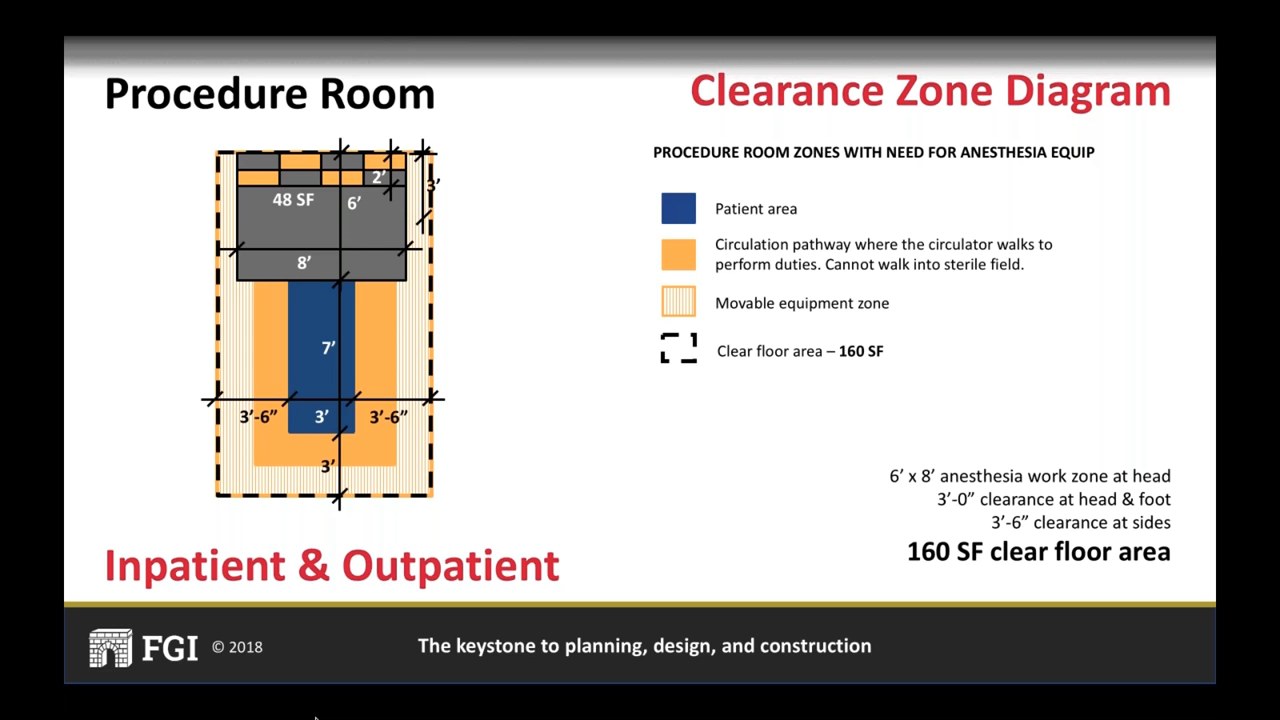 Procedure Room
Clearance Zone Diagram
PROCEDURE ROOM ZONES WITH NEED FOR ANESTHESIA EQUIP
2’
3’
48 SF
6’
8’
7’
3’-6”
3’
3’-6”
3’
Patient area
Circulation pathway where the circulator walks to
perform duties. Cannot walk into sterile field.
Movable equipment zone
Clear floor area – 160 SF
6’ x 8’ anesthesia work zone at head
3’-0” clearance at head & foot
3’-6” clearance at sides
160 SF clear floor area
Inpatient & Outpatient
FGI © 2018
The keystone to planning, design, and construction